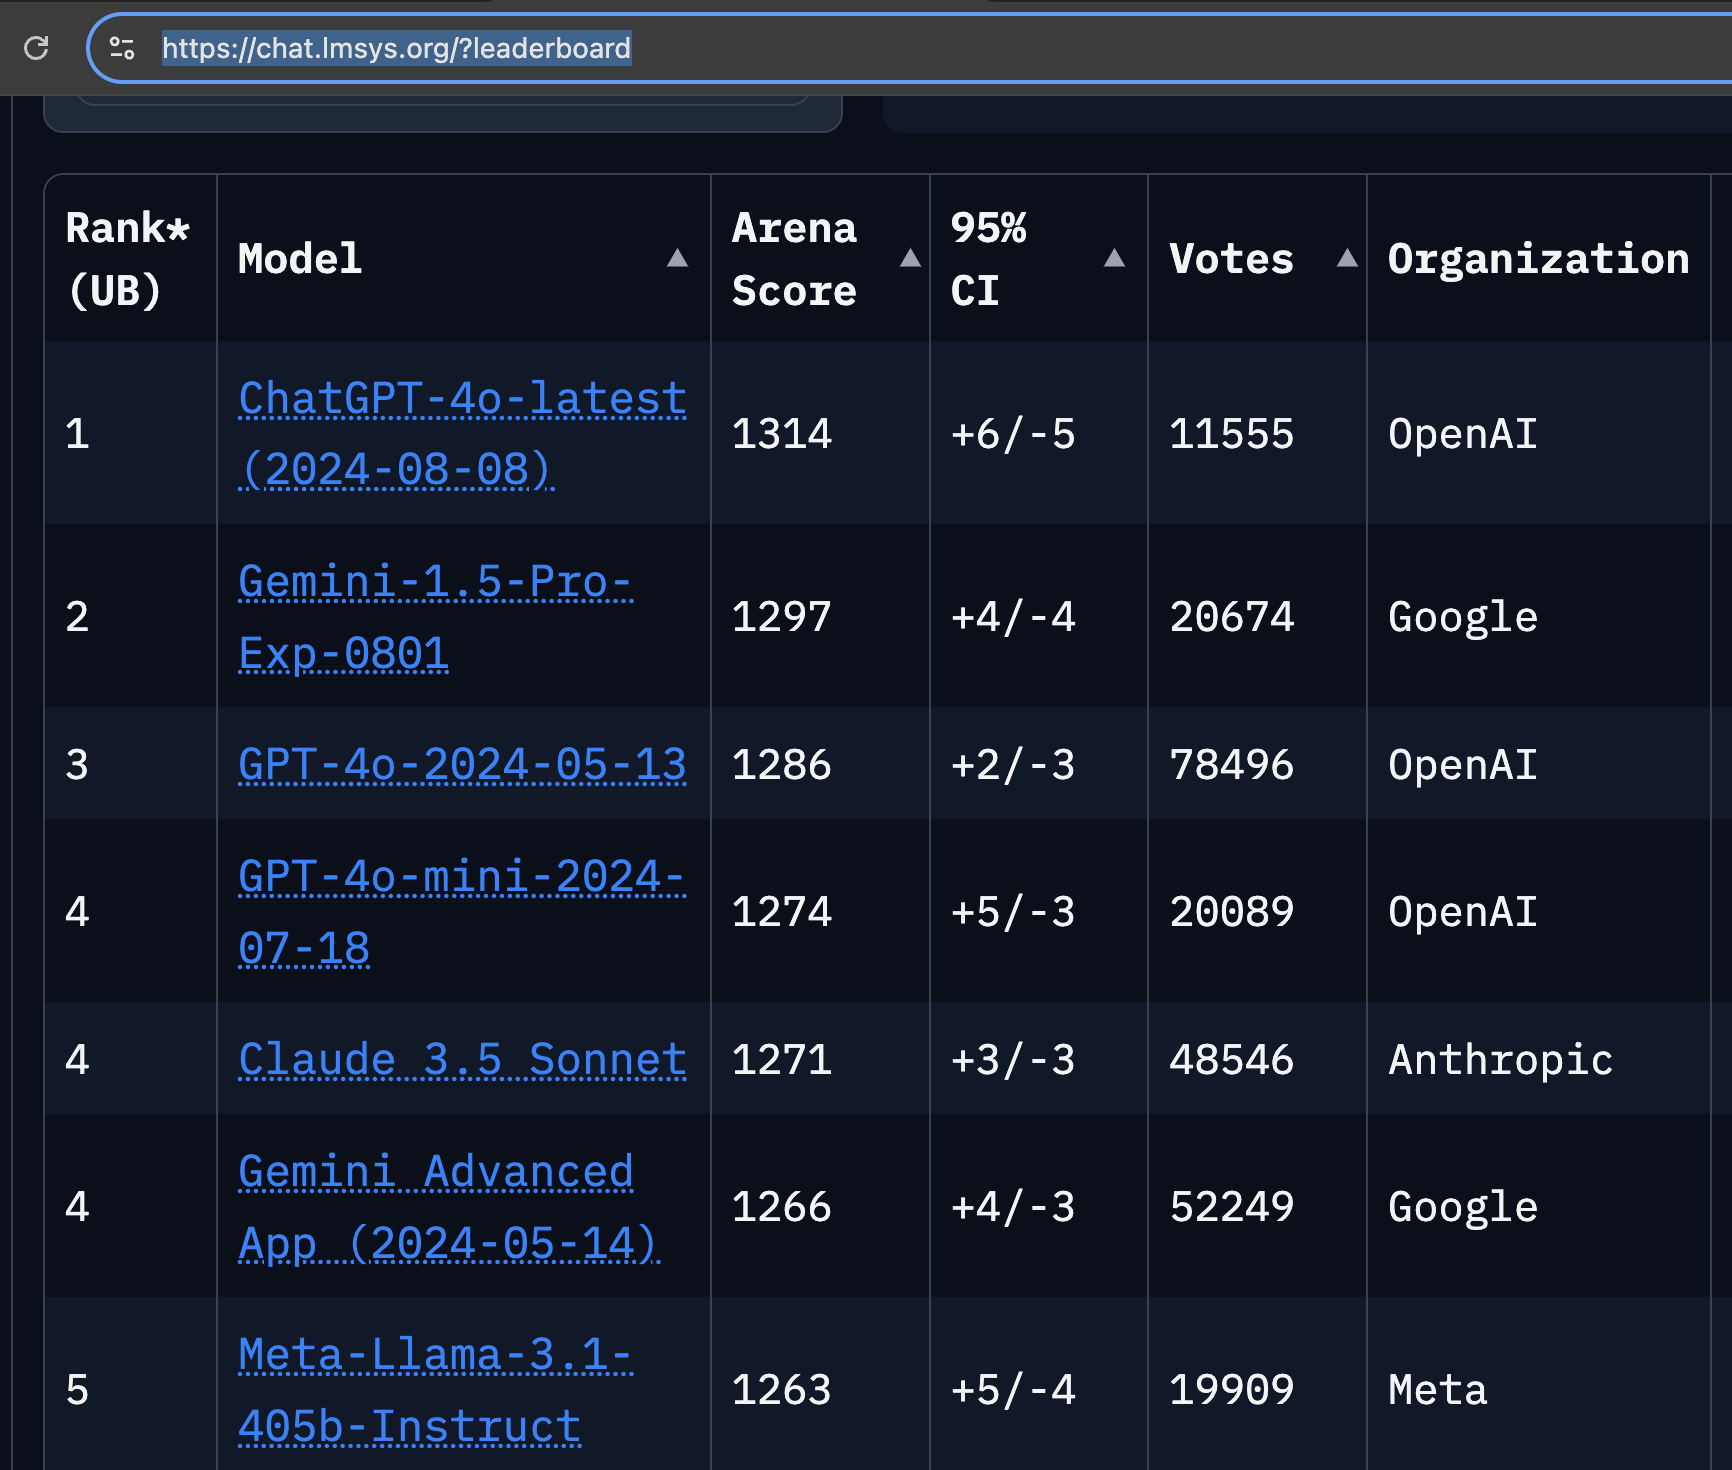 https://chat.lmsys.org/?leaderboard
Rank* (UB) Model ▲ Arena Score ▲ 95% CI ▲ Votes ▲ Organization
1 ChatGPT-4o-latest (2024-08-08) 1314 +6/-5 11555 OpenAI
2 Gemini-1.5-Pro-Exp-0801 1297 +4/-4 20674 Google
3 GPT-4o-2024-05-13 1286 +2/-3 78496 OpenAI
4 GPT-4o-mini-2024-07-18 1274 +5/-3 20089 OpenAI
4 Claude 3.5 Sonnet 1271 +3/-3 48546 Anthropic
4 Gemini Advanced App (2024-05-14) 1266 +4/-3 52249 Google
5 Meta-Llama-3.1-405b-Instruct 1263 +5/-4 19909 Meta